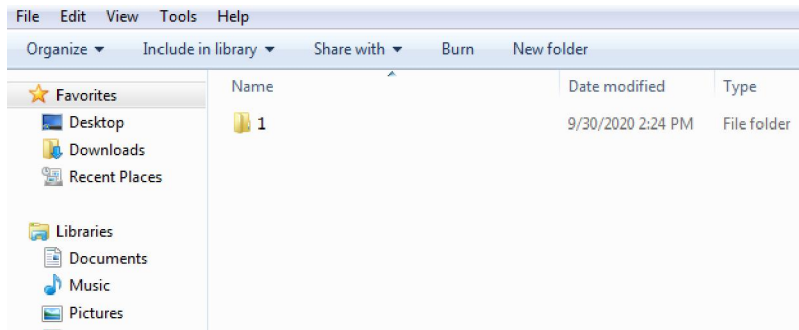 File Edit View Tools Help
Organize Include in library Share with Burn New folder
Favorites
Desktop
Downloads
Recent Places
Libraries
Documents
Music
Pictures
Name Date modified Type
1 9/30/2020 2:24 PM File folder